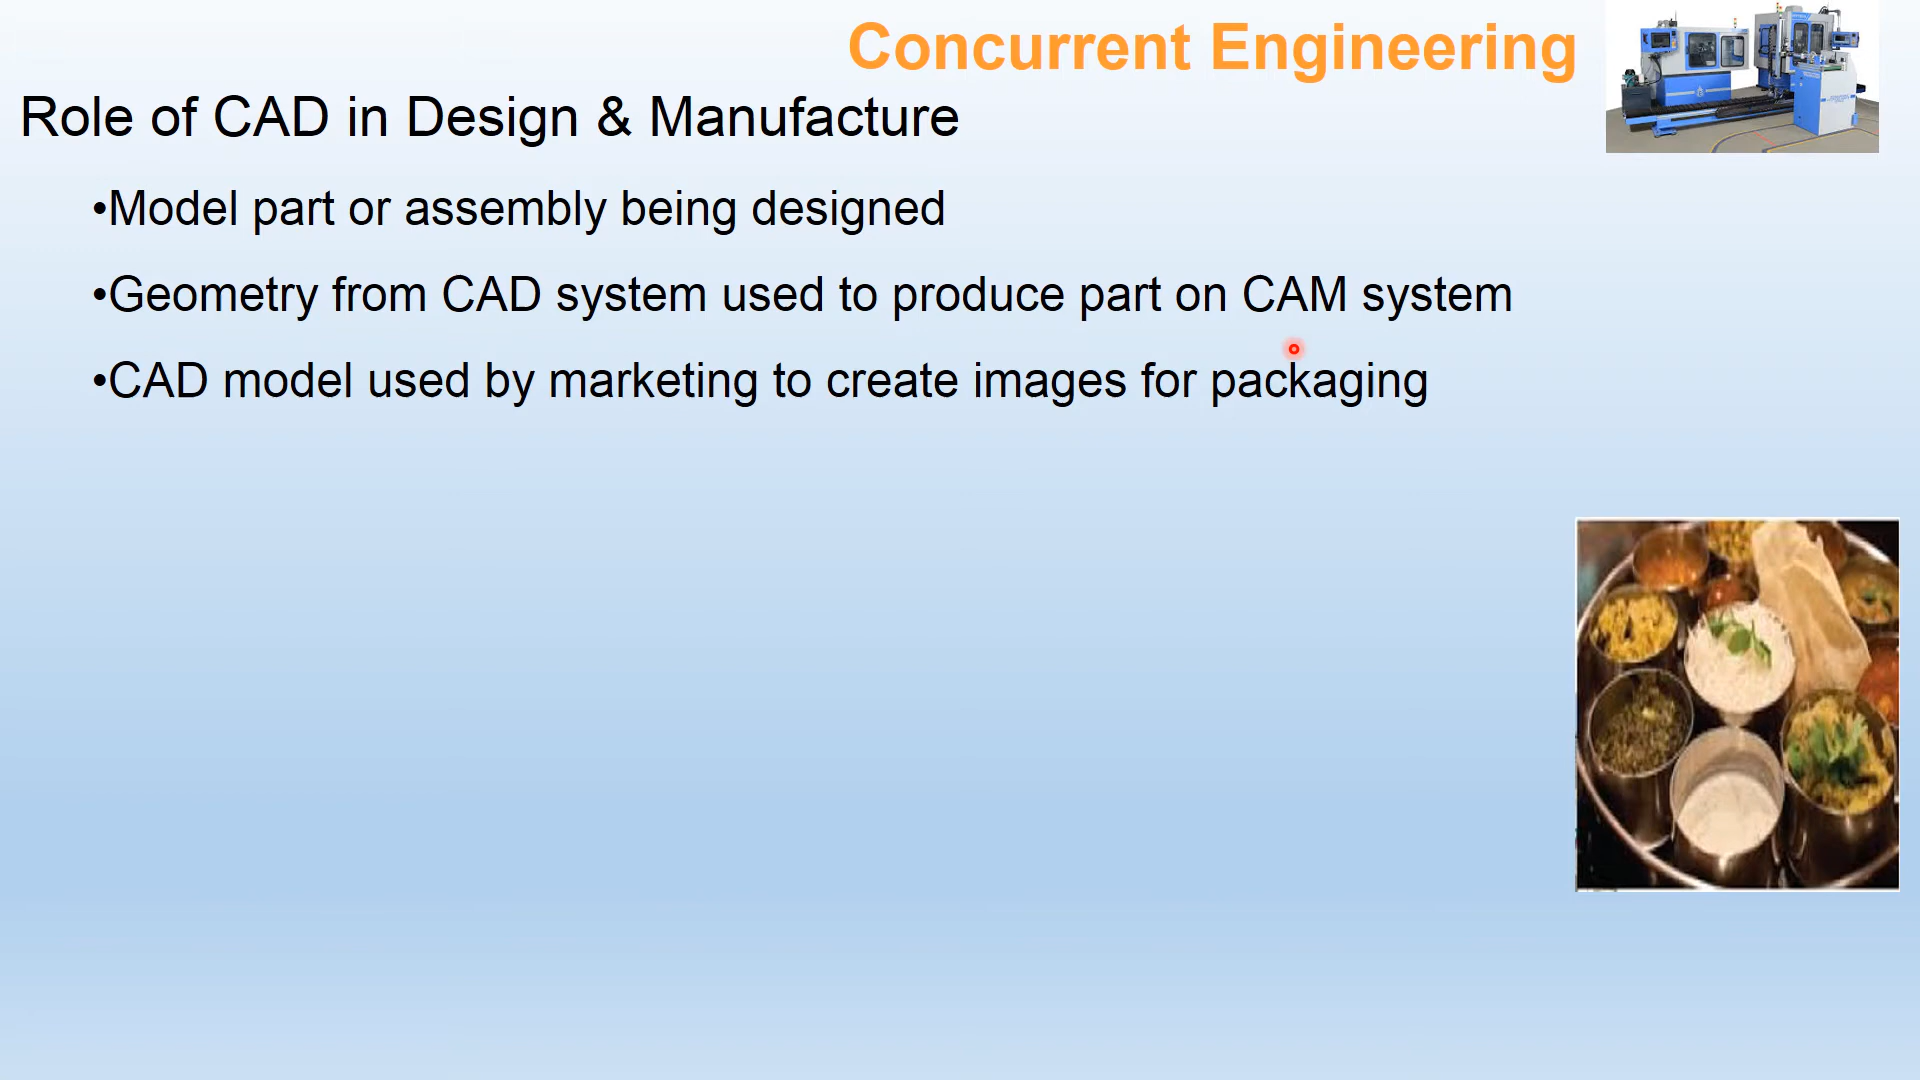 Concurrent Engineering
Role of CAD in Design & Manufacture
•Model part or assembly being designed
•Geometry from CAD system used to produce part on CAM system
•CAD model used by marketing to create images for packaging